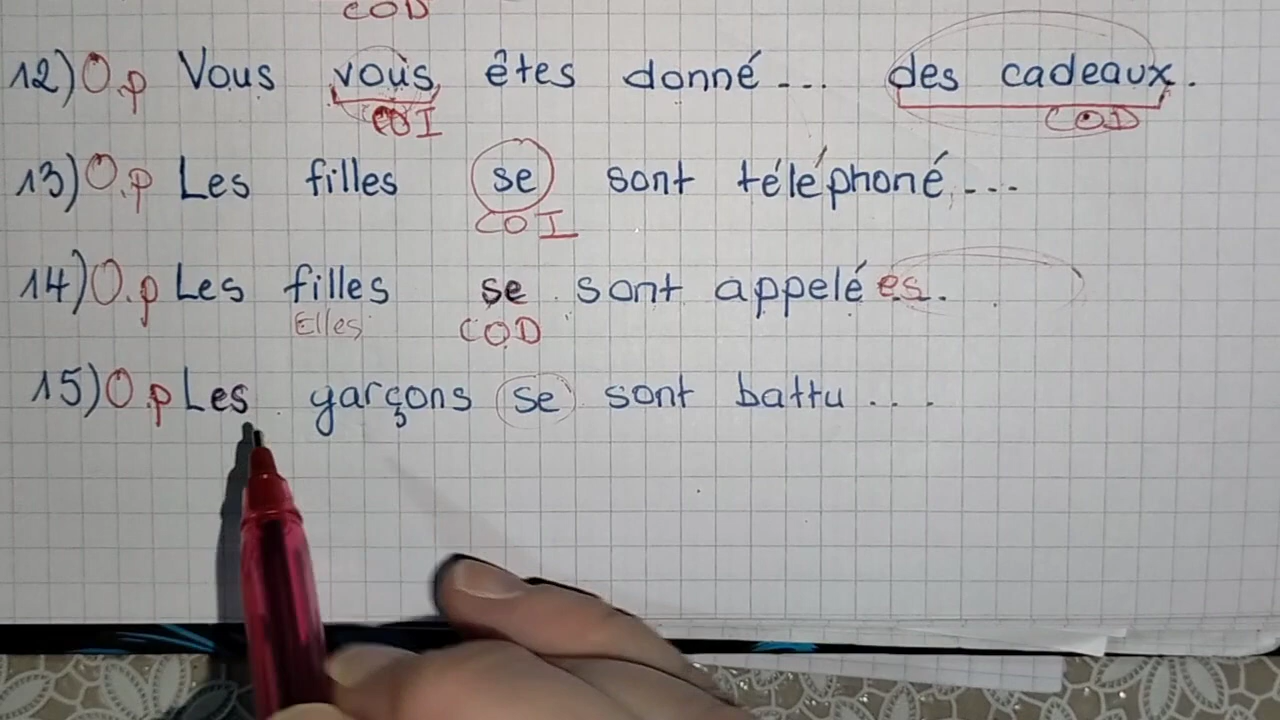 COD
12) O.p Vous vous êtes donné... des cadeaux.
COI COD
13) O.p Les filles se sont téléphoné...
COI
14) O.p Les filles se sont appelées.
Elles COD
15) O.p Les garçons se sont battu...